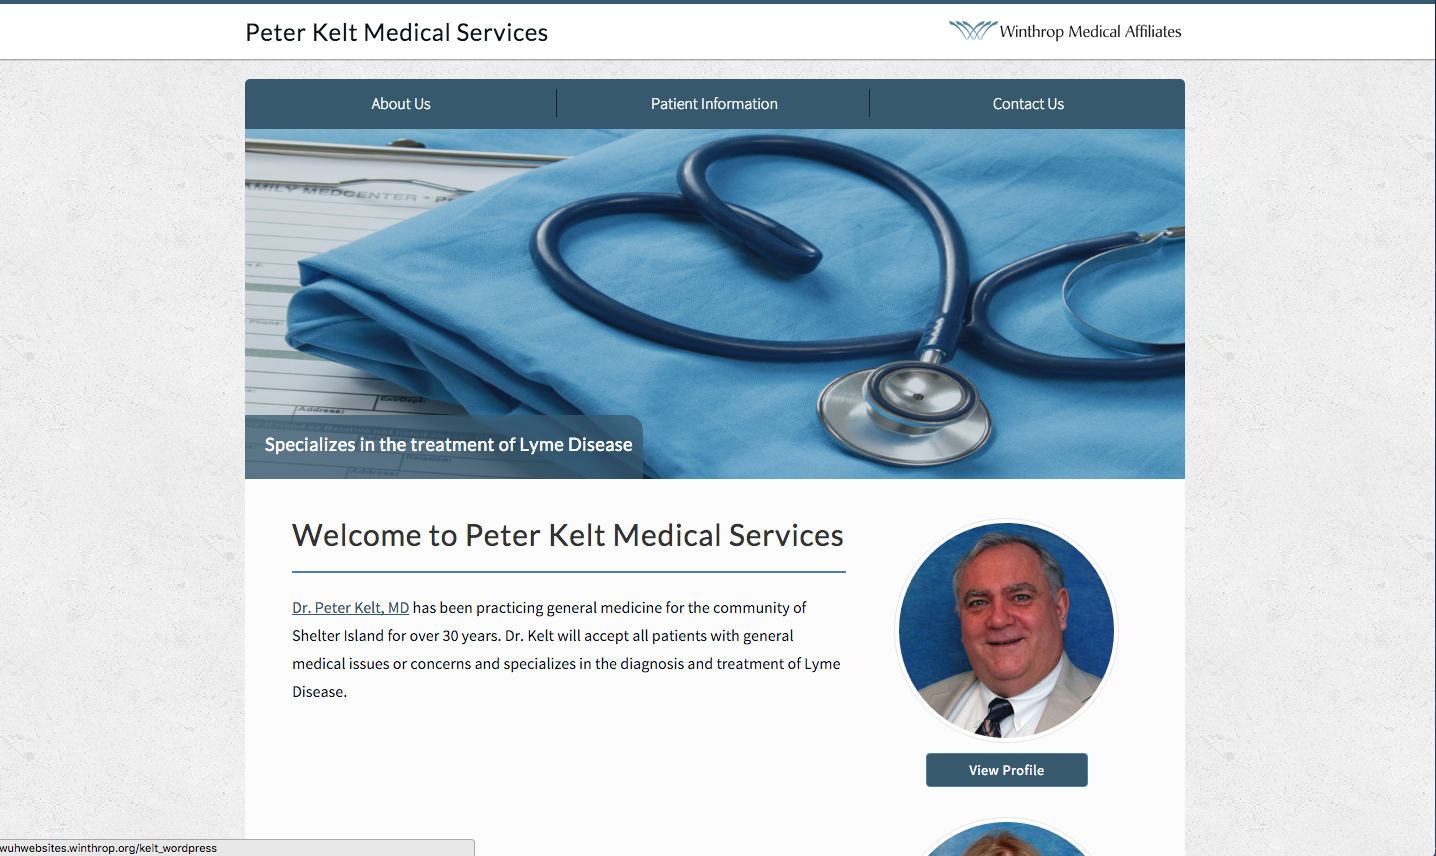 Peter Kelt Medical Services
Winthrop Medical Affiliates
About Us
Patient Information
Contact Us
FAMILY MEDCENTER
Phone:
Address:
Specializes in the treatment of Lyme Disease
Relation:
Address:
Welcome to Peter Kelt Medical Services
Dr. Peter Kelt, MD has been practicing general medicine for the community of
Shelter Island for over 30 years. Dr. Kelt will accept all patients with general
medical issues or concerns and specializes in the diagnosis and treatment of Lyme
Disease.
View Profile
wuhwebsites.winthrop.org/kelt_wordpress